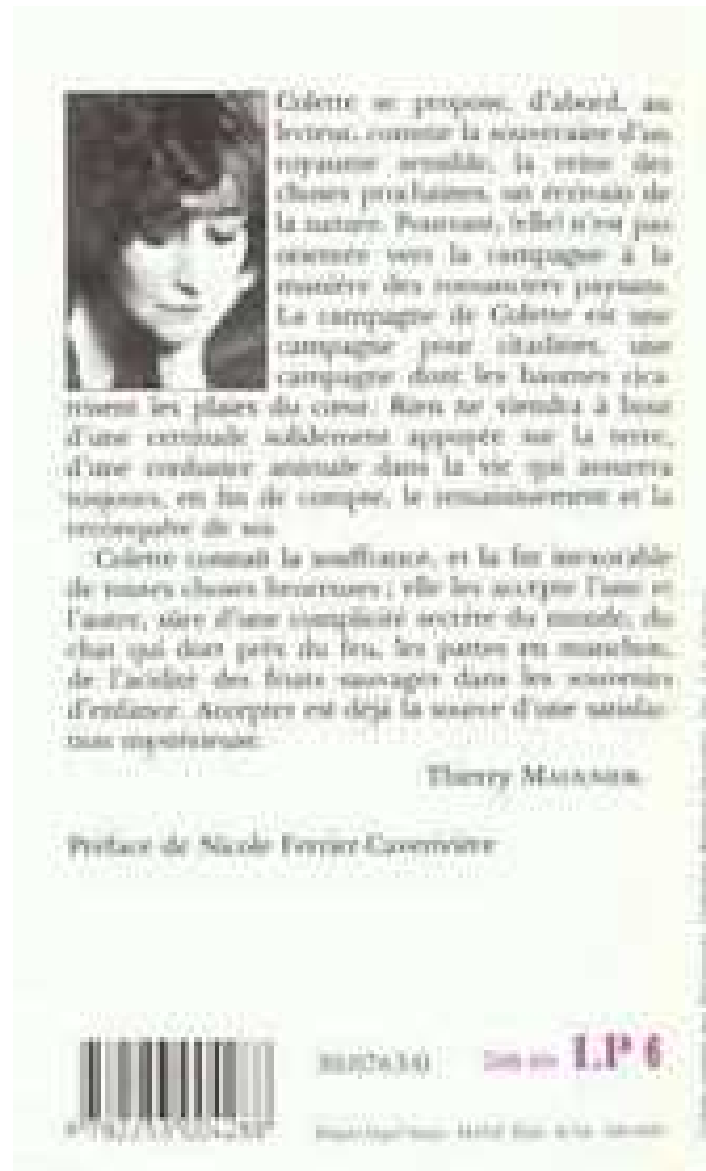 Colette se propose, d'abord, au
lecteur, comme la souveraine d'un
royaume sensible, la reine des
choses prochaines, un écrivain de
la nature. Pourtant, (elle) n'est pas
orientée vers la campagne à la
manière des romanciers paysans.
La campagne de Colette est une
campagne pour citadines, une
campagne dont les baumes cica-
trisent les plaies du cœur. Rien ne viendra à bout
d'une certitude solidement appuyée sur la terre,
d'une confiance animale dans la vie qui assurera
toujours, en fin de compte, le renaissement et la
reconquête de soi.
Colette connaît la souffrance, et la fin inexorable
de toutes choses heureuses ; elle les accepte l'une et
l'autre, sûre d'une complicité secrète du monde, du
chat qui dort près du feu, les pattes en manchon,
de l'acidité des fruits sauvages dans les souvenirs
d'enfance. Accepter est déjà la source d'une satisfac-
tion mystérieuse.
Thierry MAULNIER.
Préface de Nicole Ferrier-Caverivière
LP 6